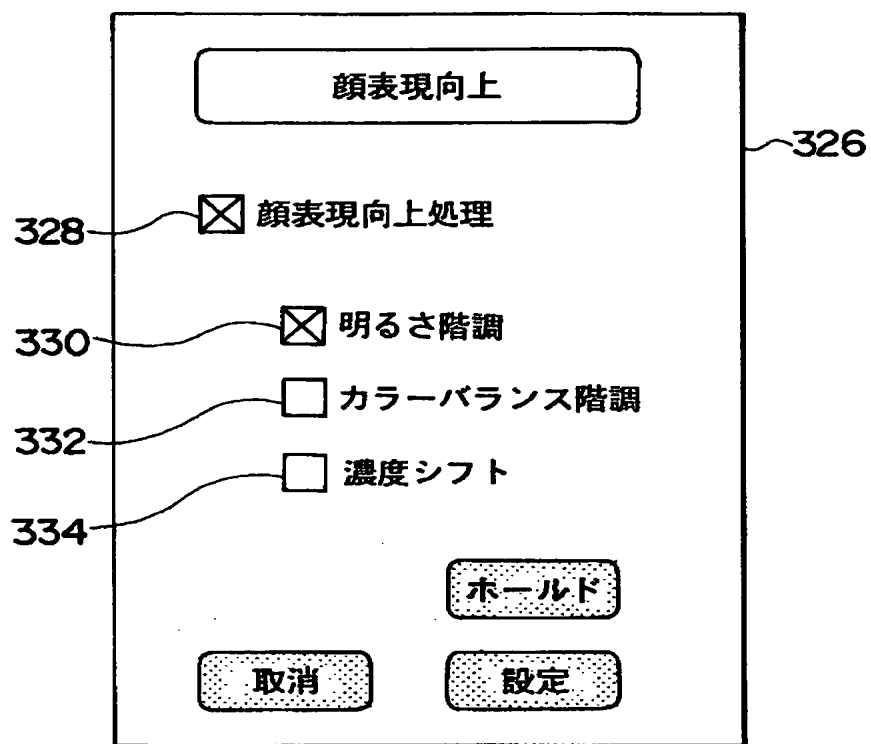 顔表現向上
326
328
顔表現向上処理
330
明るさ階調
332
カラーバランス階調
334
濃度シフト
ホールド
取消
設定